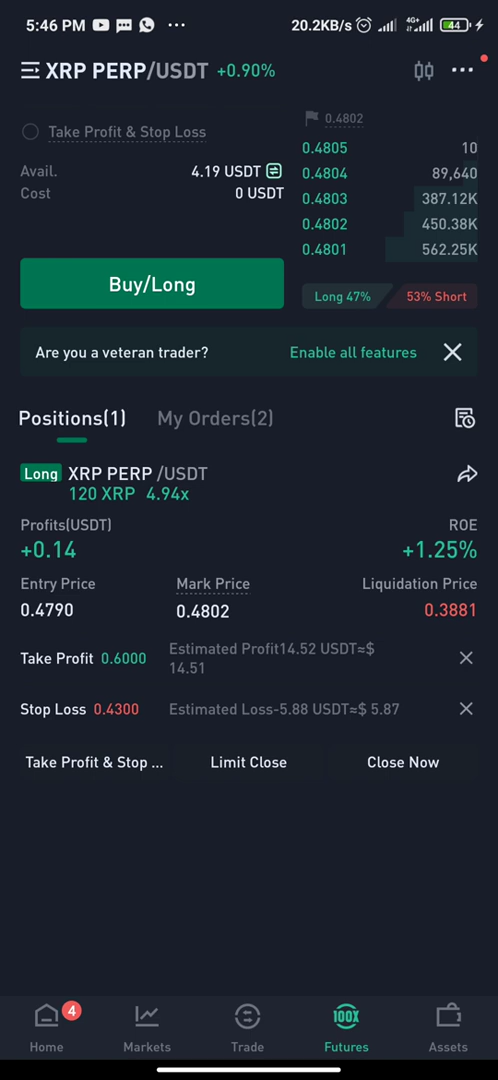 5:46 PM 20.2KB/s 4G+ 44
XRP PERP/USDT +0.90%
0.4802
Take Profit & Stop Loss
0.4805 10
Avail. 4.19 USDT
0.4804 89,640
Cost 0 USDT
0.4803 387.12K
0.4802 450.38K
0.4801 562.25K
Buy/Long
Long 47% 53% Short
Are you a veteran trader? Enable all features
Positions(1) My Orders(2)
Long XRP PERP /USDT
120 XRP 4.94x
Profits(USDT) ROE
+0.14 +1.25%
Entry Price Mark Price Liquidation Price
0.4790 0.4802 0.3881
Take Profit 0.6000 Estimated Profit14.52 USDT≈$
14.51
Stop Loss 0.4300 Estimated Loss-5.88 USDT≈$ 5.87
Take Profit & Stop ... Limit Close Close Now
4
100X
Home Markets Trade Futures Assets